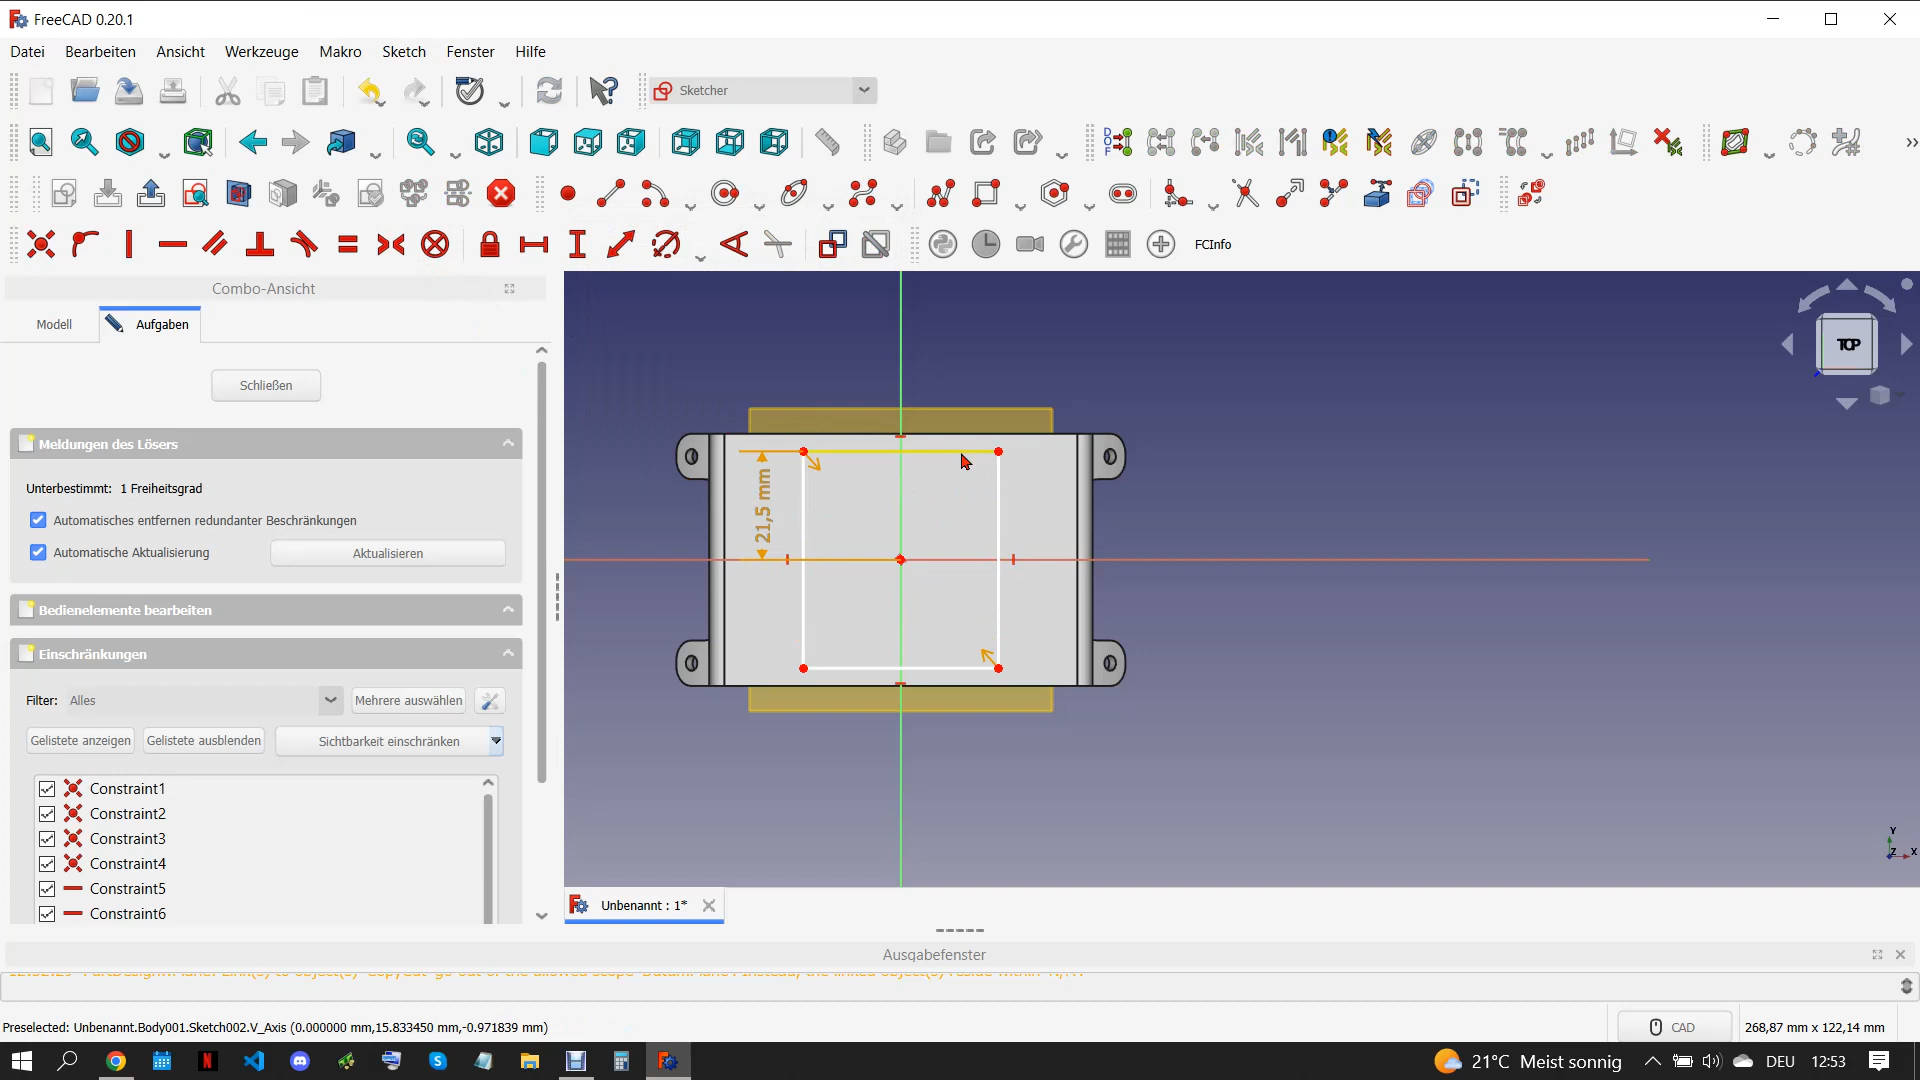 FreeCAD 0.20.1
Datei Bearbeiten Ansicht Werkzeuge Makro Sketch Fenster Hilfe
Sketcher
DOF
FCInfo
Combo-Ansicht
Modell Aufgaben
Schließen
Meldungen des Lösers
Unterbestimmt: 1 Freiheitsgrad
Automatisches entfernen redundanter Beschränkungen
Automatische Aktualisierung Aktualisieren
Bedienelemente bearbeiten
Einschränkungen
Filter: Alles Mehrere auswählen
Gelistete anzeigen Gelistete ausblenden Sichtbarkeit einschränken
Constraint1
Constraint2
Constraint3
Constraint4
Constraint5
Constraint6
21,5 mm
TOP
Y
Z X
Unbenannt : 1*
Ausgabefenster
Preselected: Unbenannt.Body001.Sketch002.V_Axis (0.000000 mm,15.833450 mm,-0.971839 mm)
CAD 268,87 mm x 122,14 mm
21°C Meist sonnig DEU 12:53